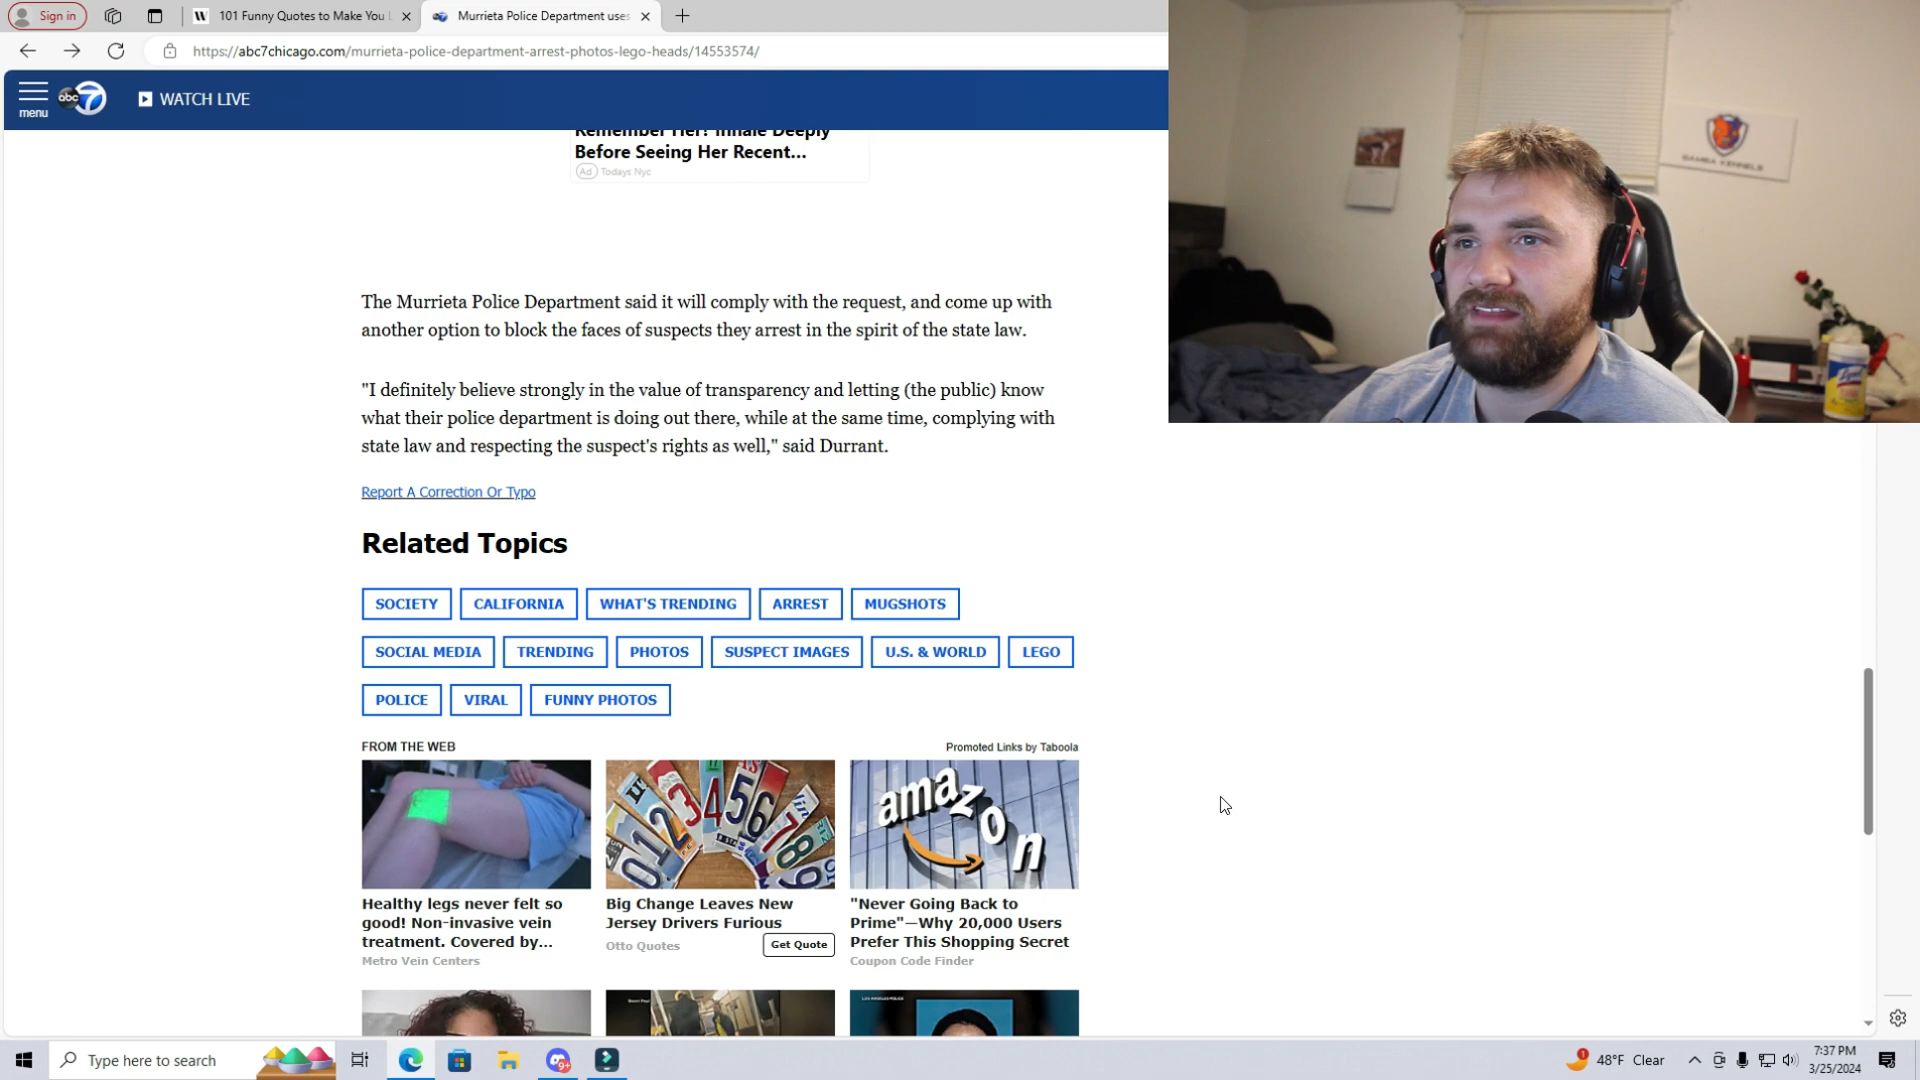 Sign in
101 Funny Quotes to Make You L
Murrieta Police Department uses
https://abc7chicago.com/murrieta-police-department-arrest-photos-lego-heads/14553574/
menu
abc 7
WATCH LIVE
Remember Her? Inhale Deeply
Before Seeing Her Recent...
Ad Todays Nyc
SAMBA KENNELS
The Murrieta Police Department said it will comply with the request, and come up with
another option to block the faces of suspects they arrest in the spirit of the state law.
"I definitely believe strongly in the value of transparency and letting (the public) know
what their police department is doing out there, while at the same time, complying with
state law and respecting the suspect's rights as well," said Durrant.
Report A Correction Or Typo
Related Topics
SOCIETY CALIFORNIA WHAT'S TRENDING ARREST MUGSHOTS
SOCIAL MEDIA TRENDING PHOTOS SUSPECT IMAGES U.S. & WORLD LEGO
POLICE VIRAL FUNNY PHOTOS
FROM THE WEB
Promoted Links by Taboola
amazon
Healthy legs never felt so
good! Non-invasive vein
treatment. Covered by...
Metro Vein Centers
Big Change Leaves New
Jersey Drivers Furious
Otto Quotes
Get Quote
"Never Going Back to
Prime"—Why 20,000 Users
Prefer This Shopping Secret
Coupon Code Finder
Type here to search
48°F Clear
7:37 PM
3/25/2024